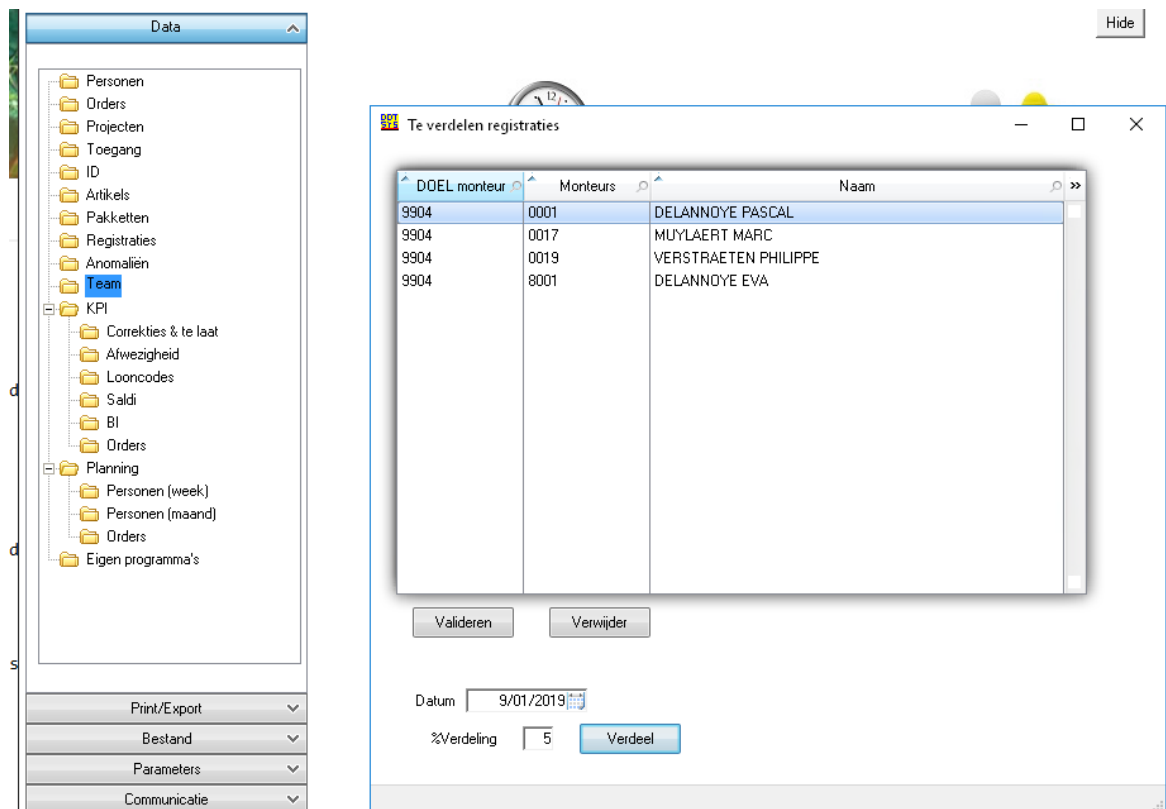 Data
Personen
Orders
Projecten
Toegang
ID
Artikels
Pakketten
Registraties
Anomaliën
Team
KPI
Correkties & te laat
Afwezigheid
Looncodes
Saldi
BI
Orders
Planning
Personen (week)
Personen (maand)
Orders
Eigen programma's
Print/Export
Bestand
Parameters
Communicatie
Hide
12
DDT SYS Te verdelen registraties
DOEL monteur Monteurs Naam »
9904 0001 DELANNOYE PASCAL
9904 0017 MUYLAERT MARC
9904 0019 VERSTRAETEN PHILIPPE
9904 8001 DELANNOYE EVA
Valideren Verwijder
Datum 9/01/2019
%Verdeling 5 Verdeel